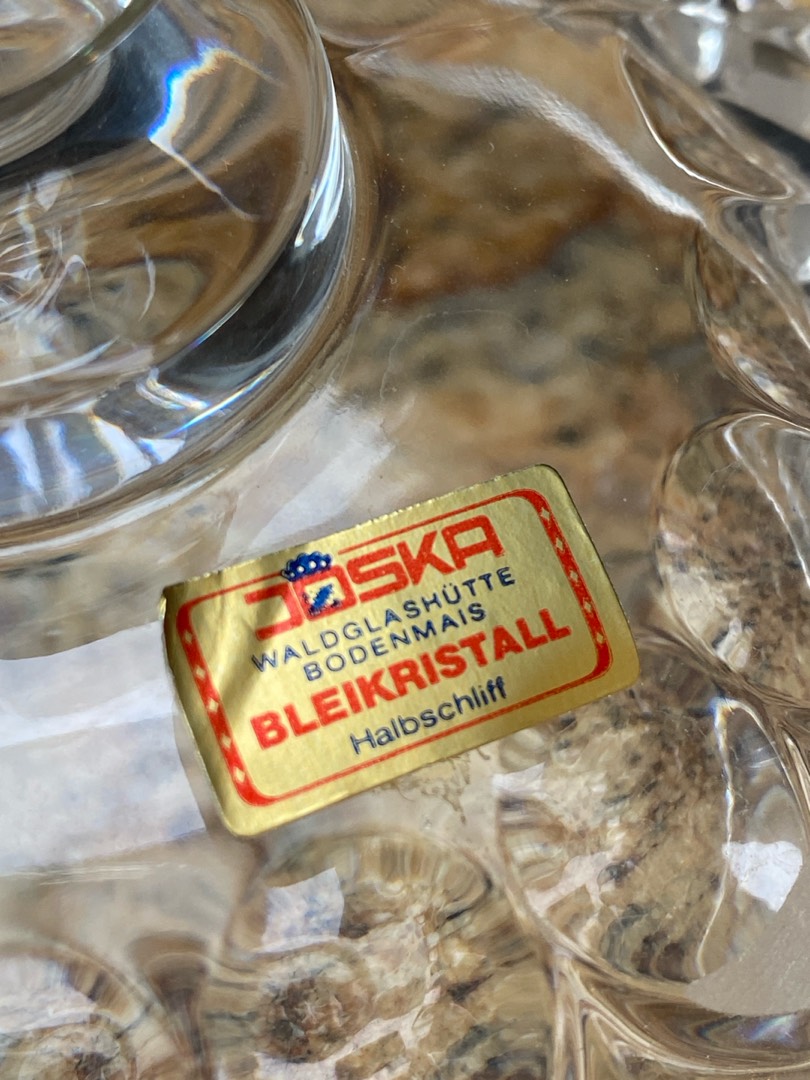 JOSKA
WALDGLASHÜTTE
BODENMAIS
BLEIKRISTALL
Halbschliff